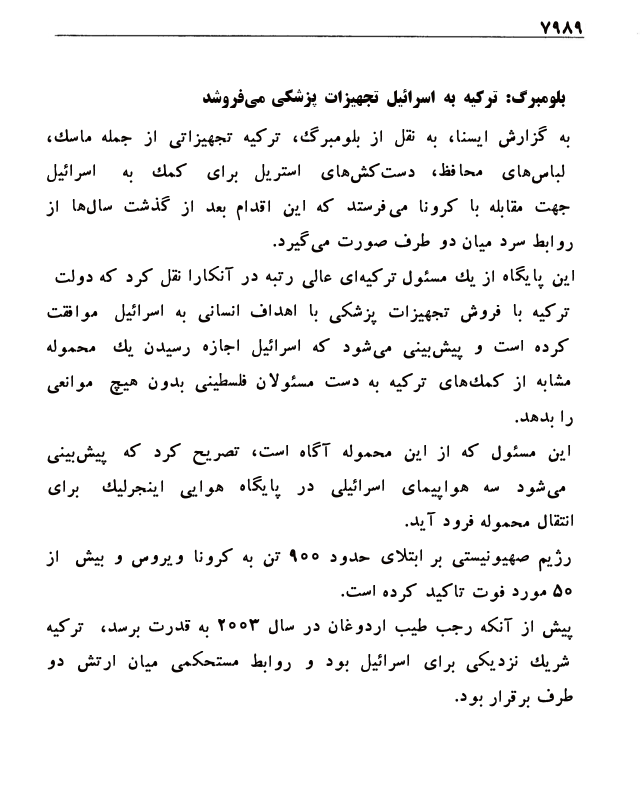 ۷۹۸۹
بلومبرگ: ترکیه به اسرائیل تجهیزات پزشکی می‌فروشد
به گزارش ایسنا، به نقل از بلومبرگ، ترکیه تجهیزاتی از جمله ماسک،
لباس‌های محافظ، دست‌کش‌های استریل برای کمک به اسرائیل
جهت مقابله با کرونا می‌فرستد که این اقدام بعد از گذشت سال‌ها از
روابط سرد میان دو طرف صورت می‌گیرد.
این پایگاه از یک مسئول ترکیه‌ای عالی رتبه در آنکارا نقل کرد که دولت
ترکیه با فروش تجهیزات پزشکی با اهداف انسانی به اسرائیل موافقت
کرده است و پیش‌بینی می‌شود که اسرائیل اجازه رسیدن یک محموله
مشابه از کمک‌های ترکیه به دست مسئولان فلسطینی بدون هیچ موانعی
را بدهد.
این مسئول که از این محموله آگاه است، تصریح کرد که پیش‌بینی
می‌شود سه هواپیمای اسرائیلی در پایگاه هوایی اینجرلیک برای
انتقال محموله فرود آید.
رژیم صهیونیستی بر ابتلای حدود ۹۰۰۰ تن به کرونا ویروس و بیش از
۵۰ مورد فوت تاکید کرده است.
پیش از آنکه رجب طیب اردوغان در سال ۲۰۰۳ به قدرت برسد، ترکیه
شریک نزدیکی برای اسرائیل بود و روابط مستحکمی میان ارتش دو
طرف برقرار بود.